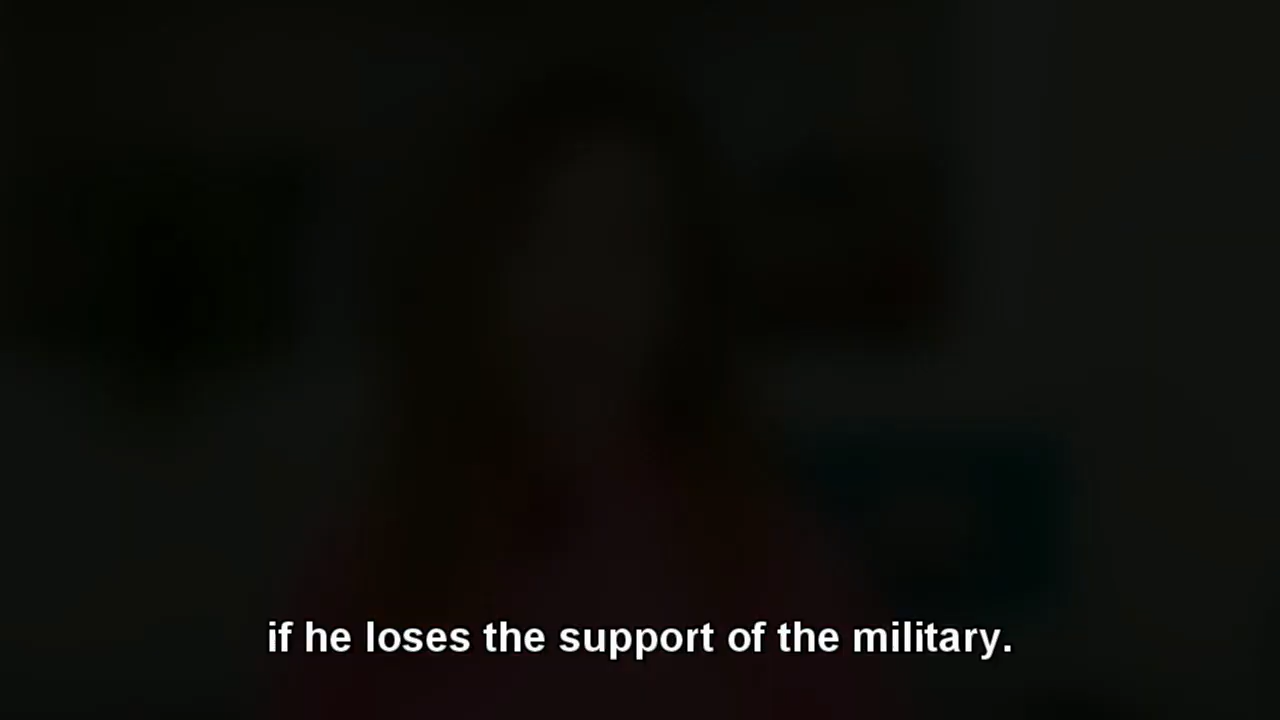 if he loses the support of the military.